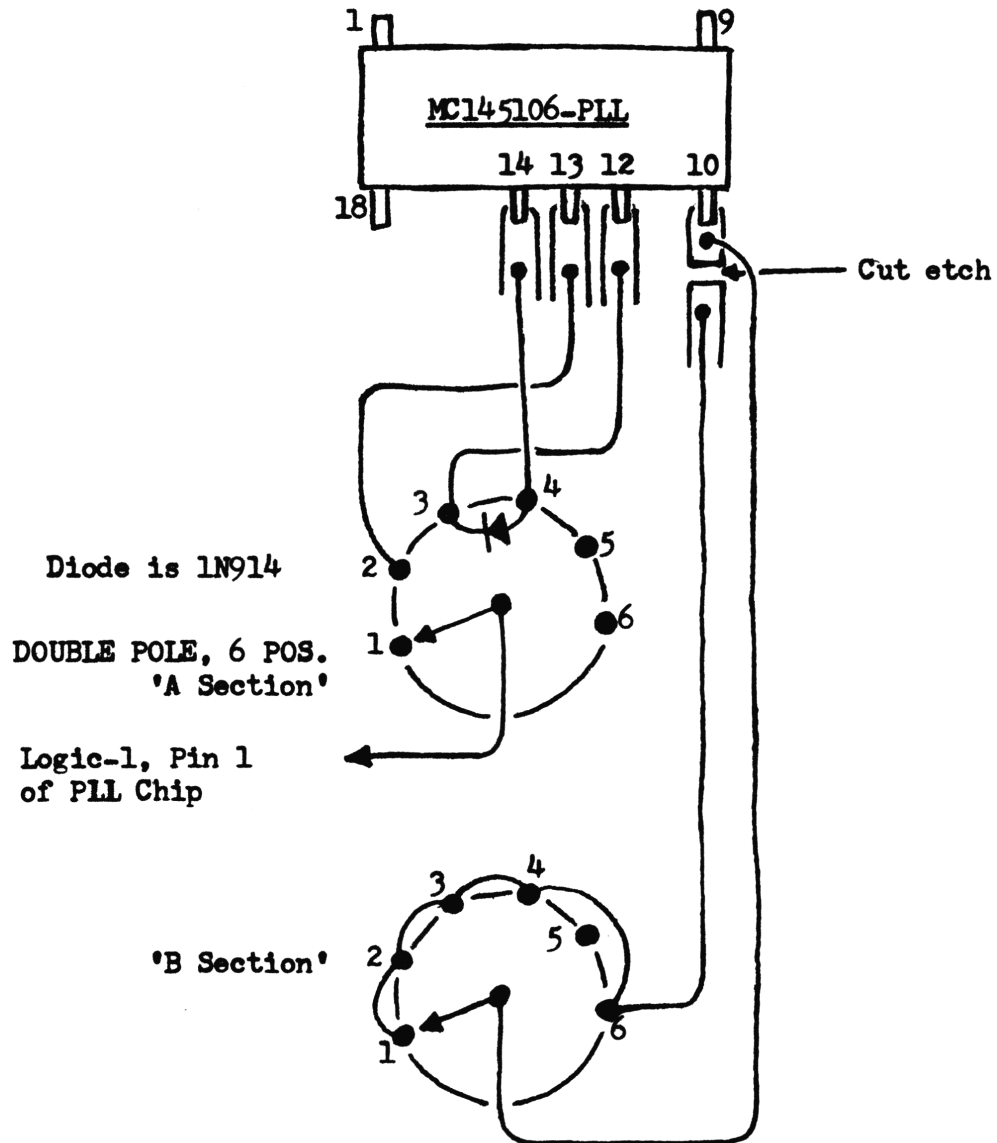 1
9
MC145106-PLL
14 13 12 10
18
Cut etch
3
4
5
Diode is 1N914
2
6
DOUBLE POLE, 6 POS.
1
'A Section'
Logic-1, Pin 1
of PLL Chip
3
4
5
'B Section'
2
6
1